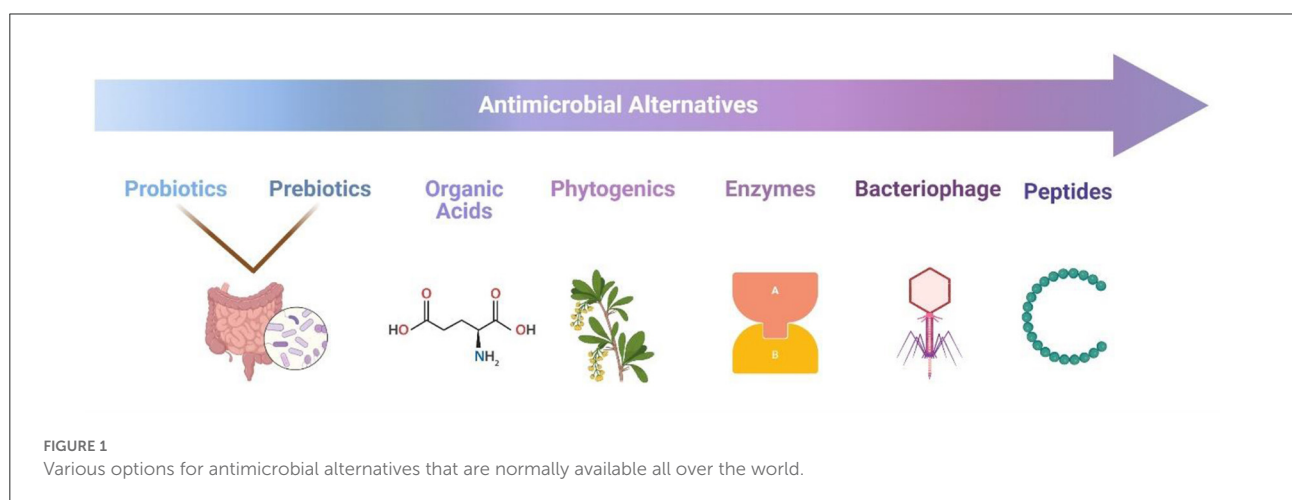 Antimicrobial Alternatives
Probiotics Prebiotics Organic Acids Phytogenics Enzymes Bacteriophage Peptides
O O
HO OH
NH₂
A
B
FIGURE 1
Various options for antimicrobial alternatives that are normally available all over the world.